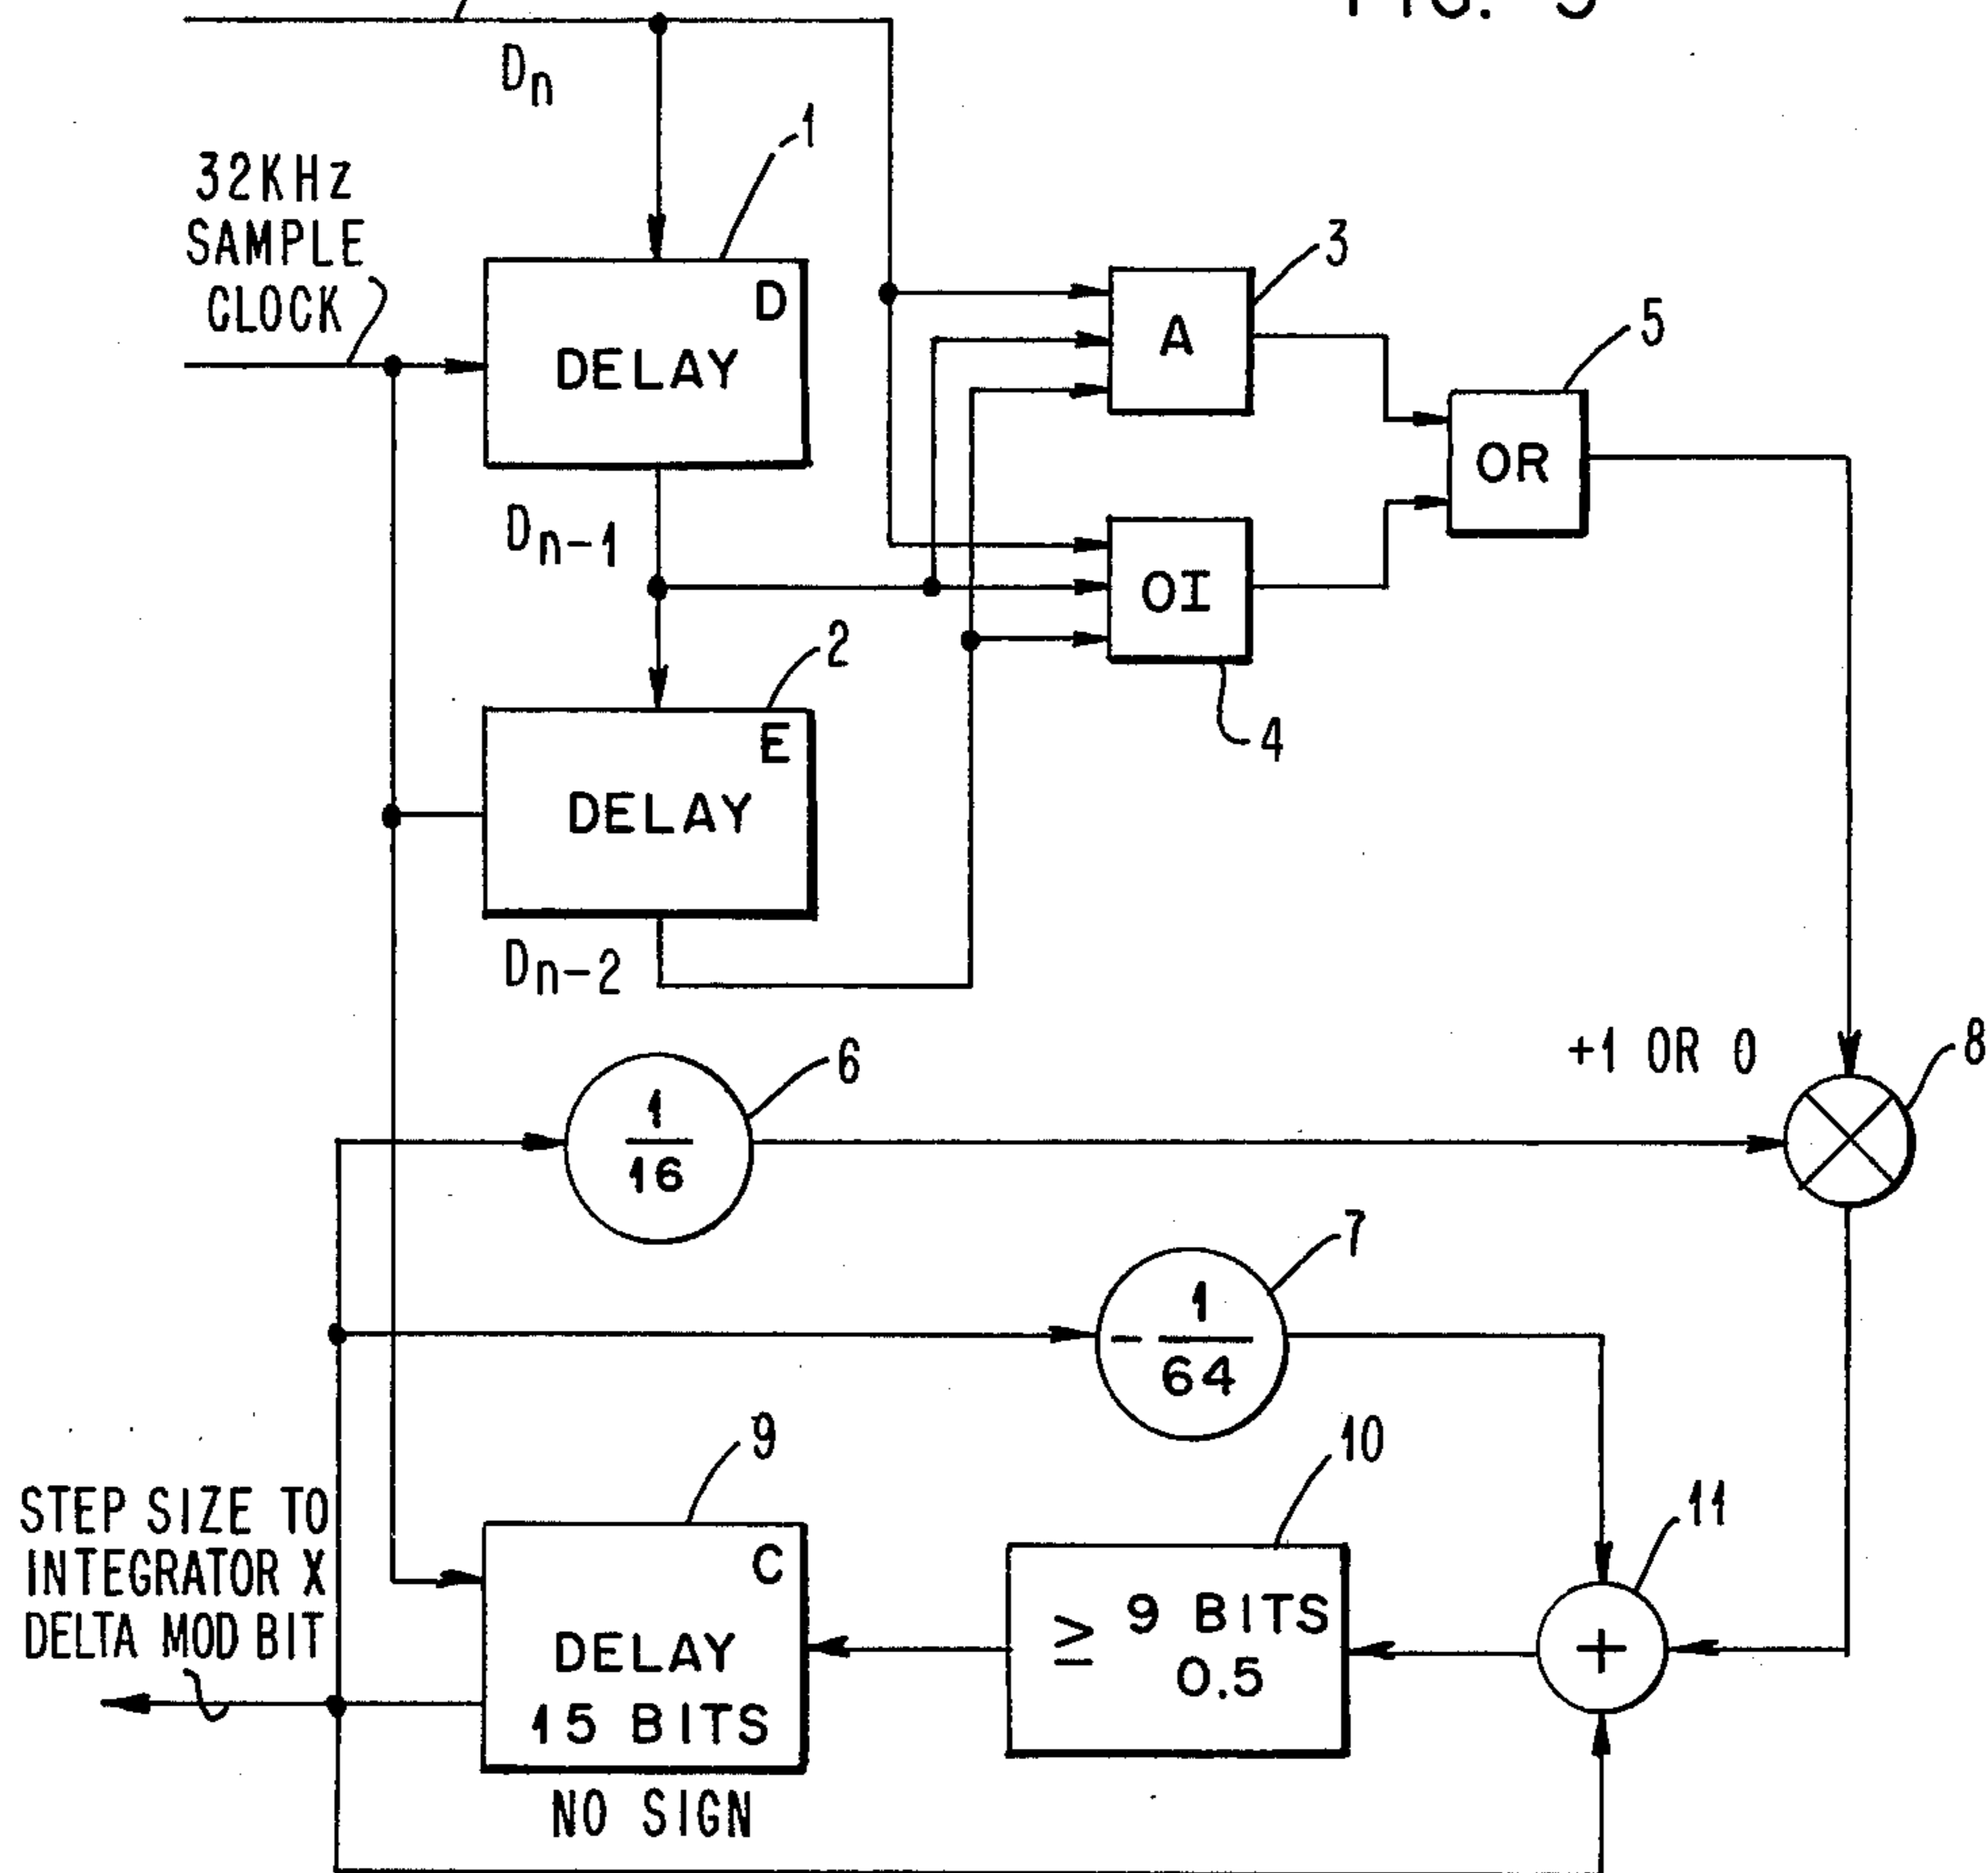 FIG. 5
Dn
1
32KHz
SAMPLE
CLOCK
D
DELAY
3
A
5
OR
Dn-1
OI
4
2
E
DELAY
Dn-2
+1 OR 0
8
6
1
16
7
- 1
64
9
10
11
STEP SIZE TO
INTEGRATOR X
DELTA MOD BIT
C
DELAY
15 BITS
NO SIGN
≥ 9 BITS
0.5
+